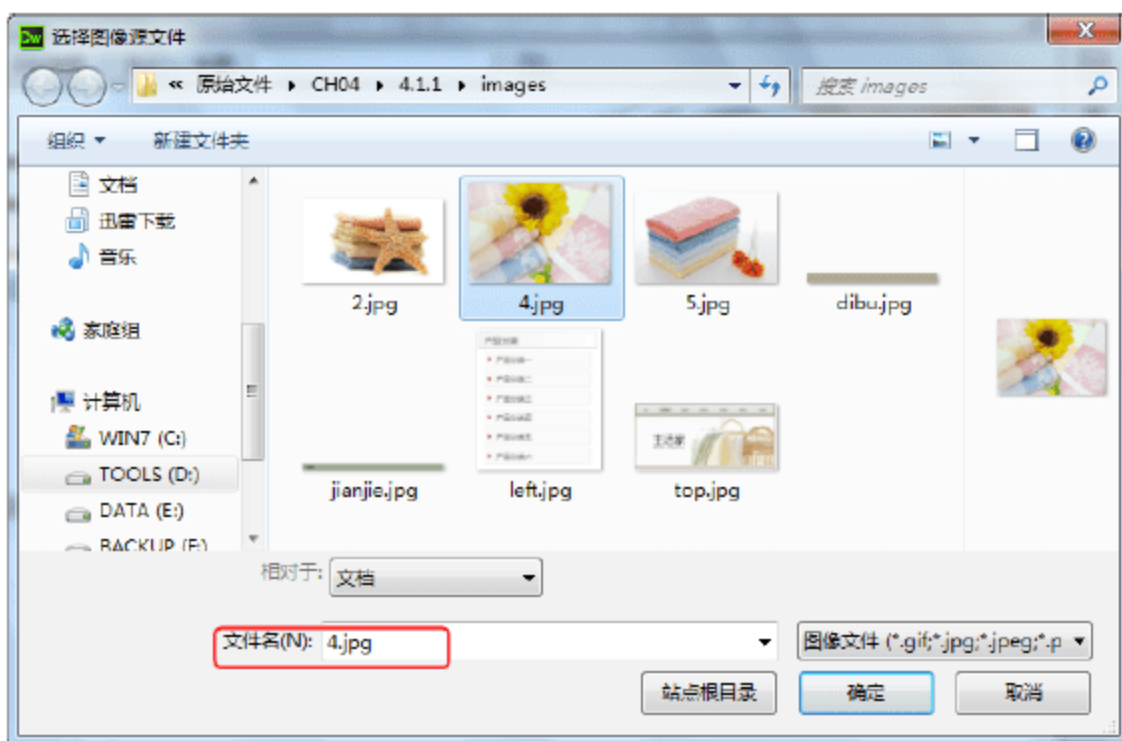 Dw 选择图像源文件
« 原始文件 ▸ CH04 ▸ 4.1.1 ▸ images
搜索 images
组织 新建文件夹
文档
迅雷下载
音乐
家庭组
计算机
WIN7 (C:)
TOOLS (D:)
DATA (E:)
BACKUP (F:)
2.jpg 4.jpg 5.jpg dibu.jpg
jianjie.jpg left.jpg top.jpg
相对于: 文档
文件名(N): 4.jpg
图像文件 (*.gif;*.jpg;*.jpeg;*.p
站点根目录 确定 取消